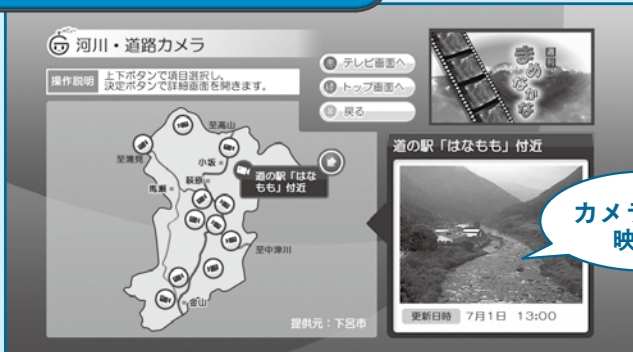 河川・道路カメラ
操作説明
上下ボタンで項目選択し、
決定ボタンで詳細画面を開きます。
テレビ画面へ
トップ画面へ
戻る
週刊
まめなかな
至高山
至清見
小坂
萩原
馬瀬
道の駅「はな
もも」付近
至中津川
金山
提供元:下呂市
道の駅「はなもも」付近
更新日時 7月1日 13:00
カメラ
映